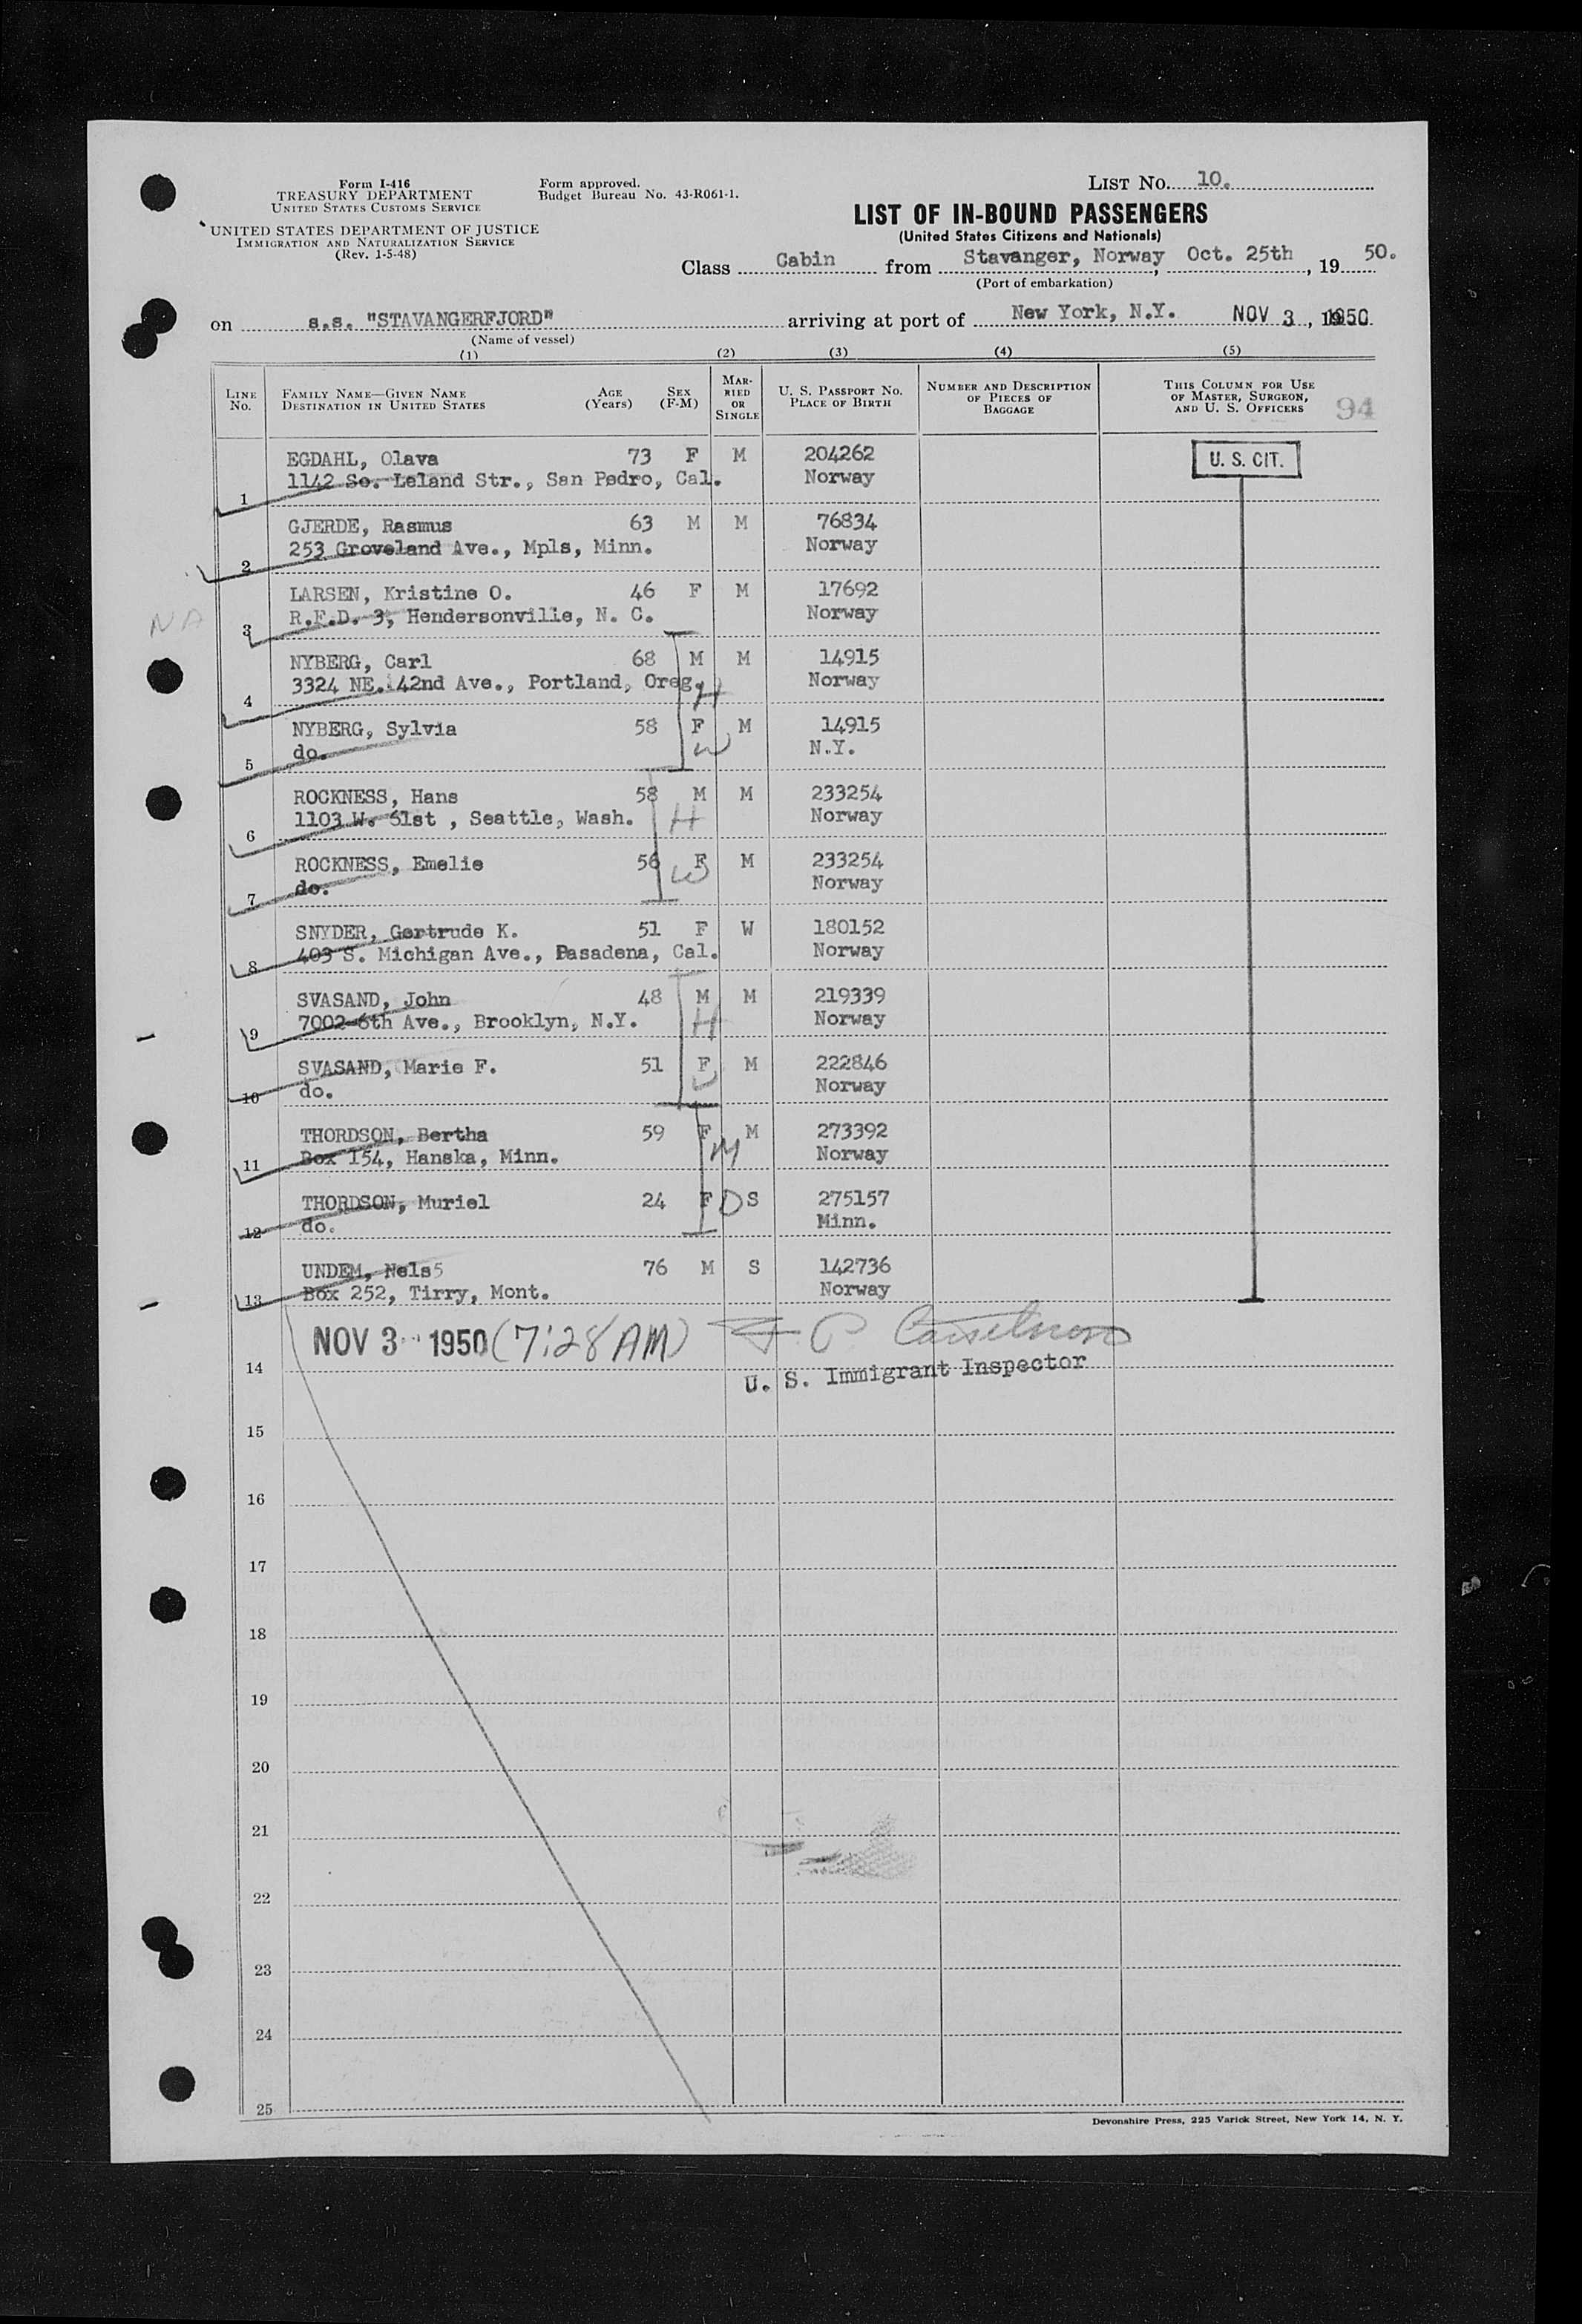 Form I-416
TREASURY DEPARTMENT
UNITED STATES CUSTOMS SERVICE
UNITED STATES DEPARTMENT OF JUSTICE
IMMIGRATION AND NATURALIZATION SERVICE
(Rev. 1-5-48)
Form approved.
Budget Bureau No. 43-R061-1.
LIST No. 10.
LIST OF IN-BOUND PASSENGERS
(United States Citizens and Nationals)
Class Cabin from Stavanger, Norway, Oct. 25th, 19 50.
(Port of embarkation)
on s.s. "STAVANGERFJORD" arriving at port of New York, N.Y. NOV 3, 1950
(Name of vessel)
(1) (2) (3) (4) (5)
LINE No.
FAMILY NAME—GIVEN NAME
DESTINATION IN UNITED STATES
AGE (Years)
SEX (F-M)
MARRIED OR SINGLE
U. S. PASSPORT No.
PLACE OF BIRTH
NUMBER AND DESCRIPTION OF PIECES OF BAGGAGE
THIS COLUMN FOR USE OF MASTER, SURGEON, AND U. S. OFFICERS
94
U. S. CIT.
EGDAHL, Olava 73 F M 204262
1 1142 So. Leland Str., San Pedro, Cal. Norway
GJERDE, Rasmus 63 M M 76834
2 253 Groveland Ave., Mpls, Minn. Norway
LARSEN, Kristine O. 46 F M 17692
NA 3 R.F.D. 3, Hendersonville, N. C. Norway
NYBERG, Carl 68 M M 14915
4 3324 NE. 42nd Ave., Portland, Oreg. H Norway
NYBERG, Sylvia 58 F M 14915
5 do. W N.Y.
ROCKNESS, Hans 58 M M 233254
6 1103 W. 61st , Seattle, Wash. H Norway
ROCKNESS, Emelie 56 F M 233254
7 do. W Norway
SNYDER, Gertrude K. 51 F W 180152
8 403 S. Michigan Ave., Pasadena, Cal. Norway
SVASAND, John 48 M M 219339
9 7002-6th Ave., Brooklyn, N.Y. H Norway
SVASAND, Marie F. 51 F M 222846
10 do. Norway
THORDSON, Bertha 59 F M 273392
11 Box 154, Hanska, Minn. M Norway
THORDSON, Muriel 24 F D S 275157
12 do. Minn.
UNDEM, Nels 76 M S 142736
13 Box 252, Tirry, Mont. Norway
NOV 3 1950 (7:28 AM)
14 U. S. Immigrant Inspector
15
16
17
18
19
20
21
22
23
24
25
Devonshire Press, 225 Varick Street, New York 14, N. Y.